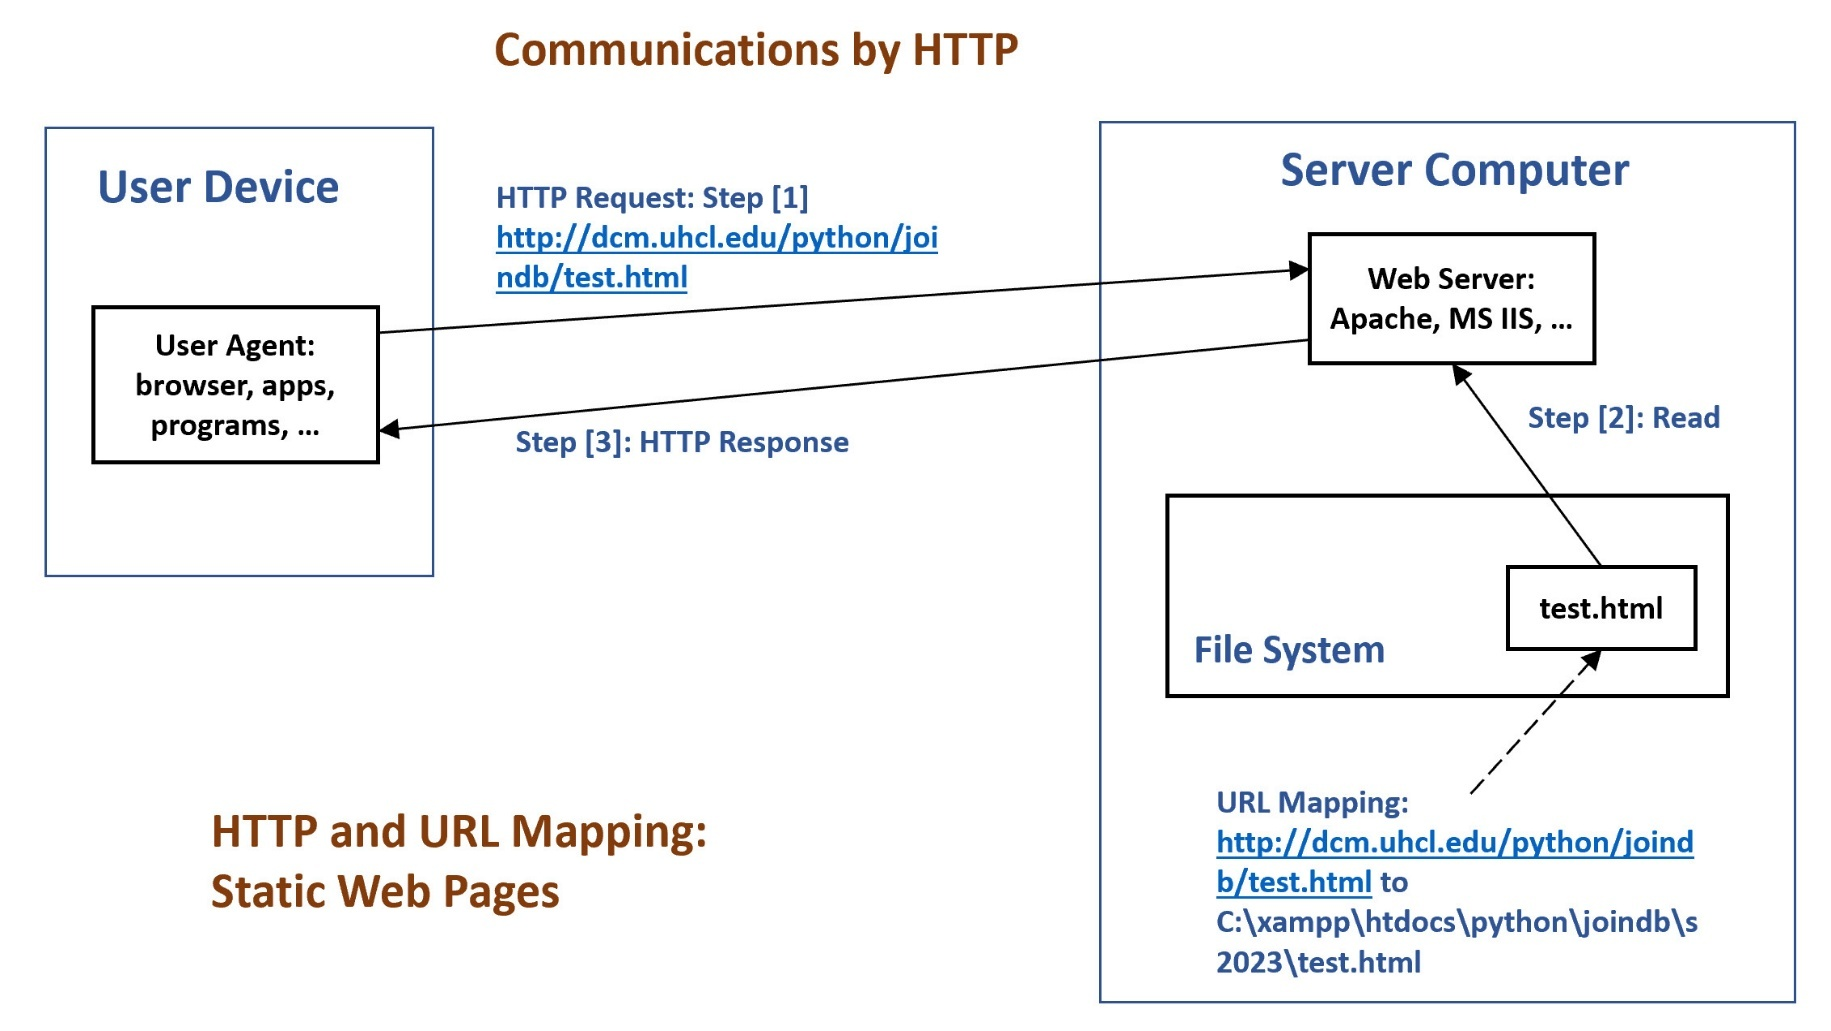 Communications by HTTP
User Device
HTTP Request: Step [1]
http://dcm.uhcl.edu/python/joi
ndb/test.html
User Agent:
browser, apps,
programs, ...
Step [3]: HTTP Response
Server Computer
Web Server:
Apache, MS IIS, ...
Step [2]: Read
test.html
File System
URL Mapping:
http://dcm.uhcl.edu/python/joind
b/test.html to
C:\xampp\htdocs\python\joindb\s
2023\test.html
HTTP and URL Mapping:
Static Web Pages